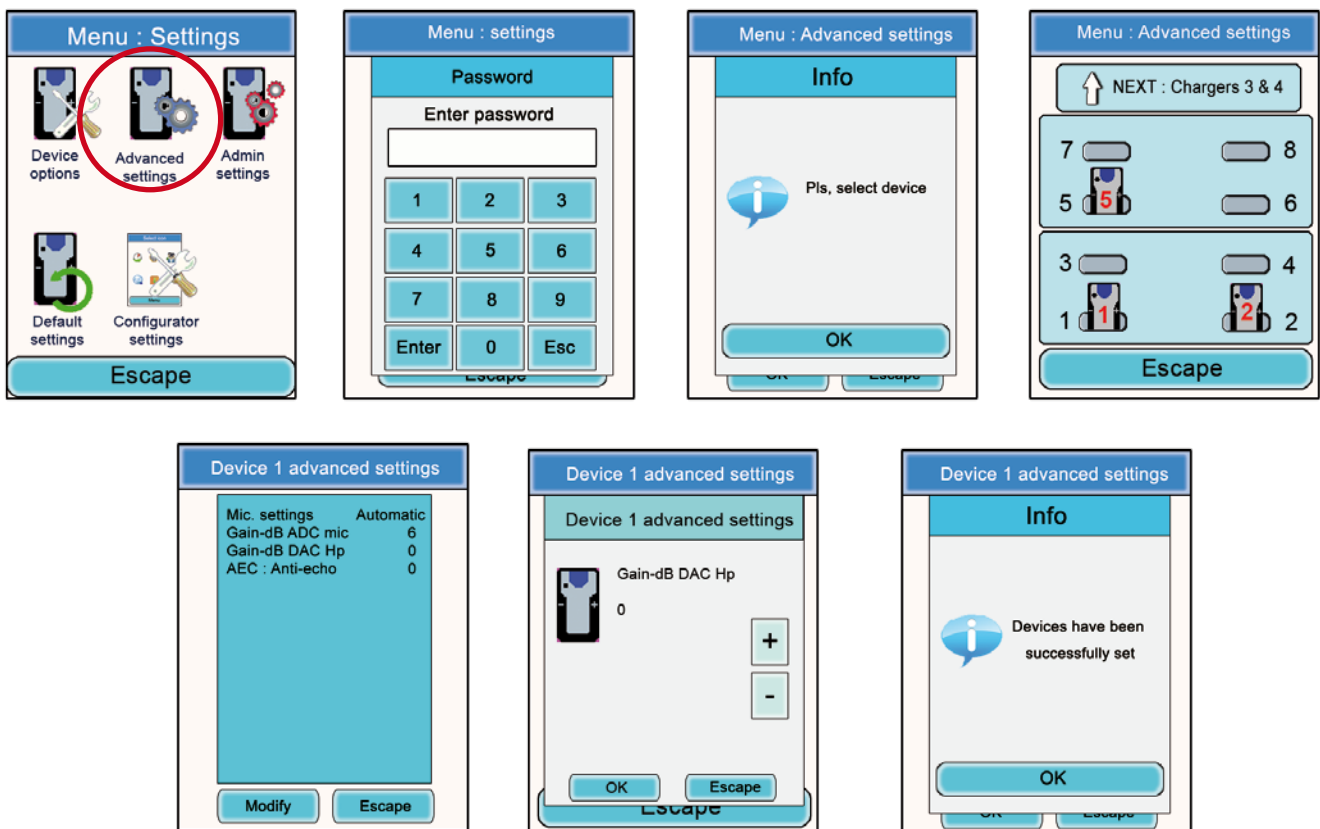 Menu : Settings
Device
options
Advanced
settings
Admin
settings
Default
settings
Configurator
settings
Escape
Menu : settings
Password
Enter password
1 2 3
4 5 6
7 8 9
Enter 0 Esc
Escape
Menu : Advanced settings
Info
Pls, select device
OK
OK Escape
Menu : Advanced settings
NEXT : Chargers 3 & 4
7 8
5 5 6
3 4
1 1 2 2
Escape
Device 1 advanced settings
Mic. settings Automatic
Gain-dB ADC mic 6
Gain-dB DAC Hp 0
AEC : Anti-echo 0
Modify Escape
Device 1 advanced settings
Device 1 advanced settings
Gain-dB DAC Hp
0
+
-
OK Escape
Escape
Device 1 advanced settings
Info
Devices have been
successfully set
OK
OK Escape